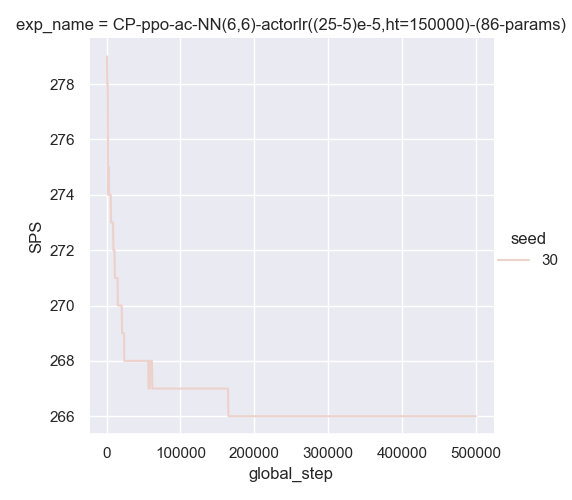 exp_name = CP-ppo-ac-NN(6,6)-actorlr((25-5)e-5,ht=150000)-(86-params)
278
276
274
272
270
268
266
SPS
0 100000 200000 300000 400000 500000
global_step
seed
30